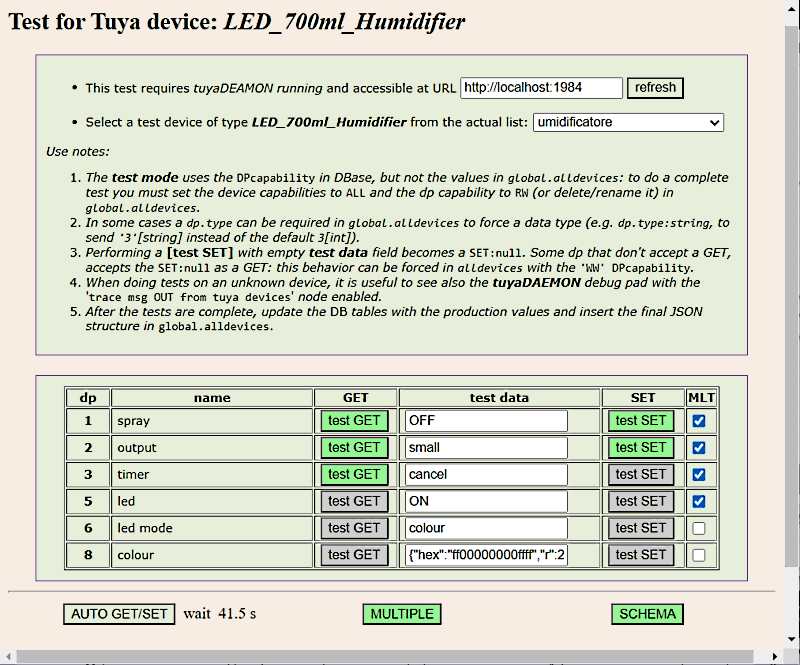 Test for Tuya device: LED_700ml_Humidifier
• This test requires tuyaDEAMON running and accessible at URL http://localhost:1984 refresh
• Select a test device of type LED_700ml_Humidifier from the actual list: umidificatore
Use notes:
1. The test mode uses the DPcapability in DBase, but not the values in global.alldevices: to do a complete
test you must set the device capabilities to ALL and the dp capability to RW (or delete/rename it) in
global.alldevices.
2. In some cases a dp.type can be required in global.alldevices to force a data type (e.g. dp.type:string, to
send '3'[string] instead of the default 3[int]).
3. Performing a [test SET] with empty test data field becomes a SET:null. Some dp that don't accept a GET,
accepts the SET:null as a GET: this behavior can be forced in alldevices with the 'WW' DPcapability.
4. When doing tests on an unknown device, it is useful to see also the tuyaDAEMON debug pad with the
'trace msg OUT from tuya devices' node enabled.
5. After the tests are complete, update the DB tables with the production values and insert the final JSON
structure in global.alldevices.
dp name GET test data SET MLT
1 spray test GET OFF test SET
2 output test GET small test SET
3 timer test GET cancel test SET
5 led test GET ON test SET
6 led mode test GET colour test SET
8 colour test GET {"hex":"ff00000000ffff","r":2 test SET
AUTO GET/SET wait 41.5 s MULTIPLE SCHEMA